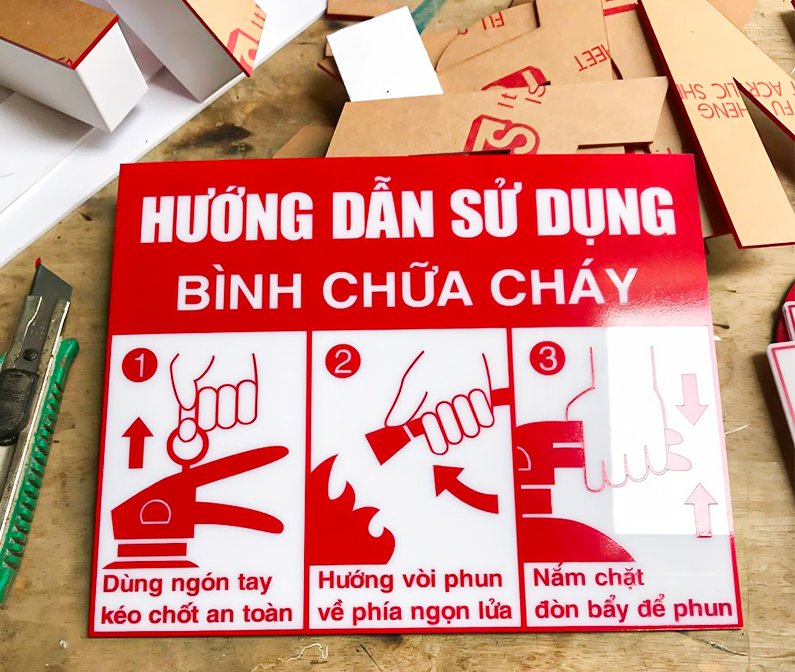 HƯỚNG DẪN SỬ DỤNG
BÌNH CHỮA CHÁY
1
2
3
Dùng ngón tay
kéo chốt an toàn
Hướng vòi phun
về phía ngọn lửa
Nắm chặt
đòn bẩy để phun